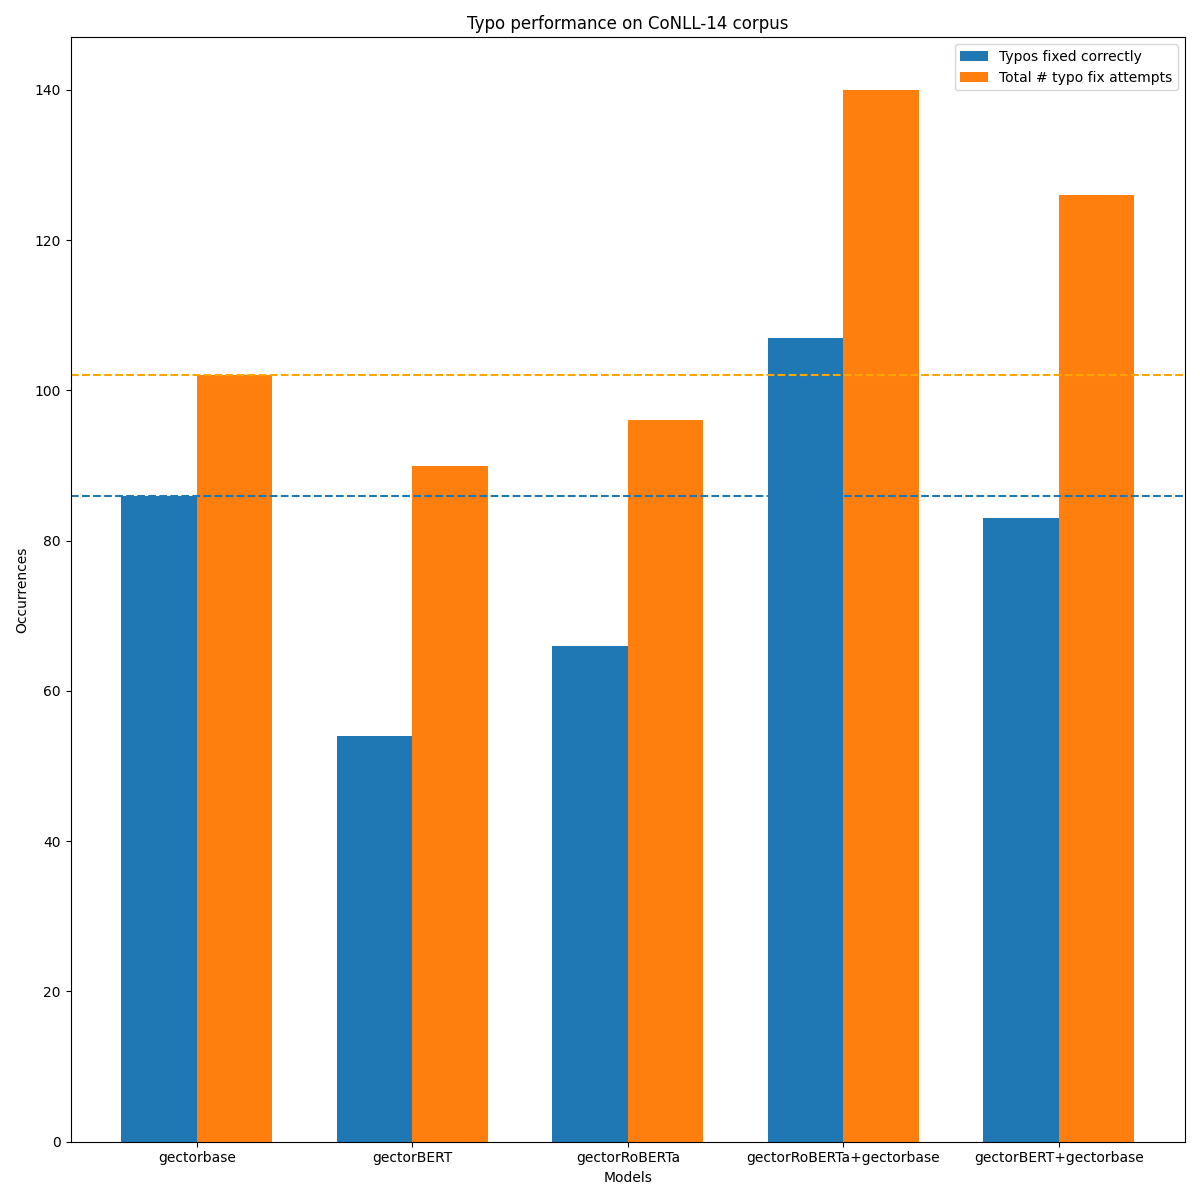 Typo performance on CoNLL-14 corpus
Typos fixed correctly
Total # typo fix attempts
140
120
100
80
60
40
20
0
Occurrences
gectorbase
gectorBERT
gectorRoBERTa
gectorRoBERTa+gectorbase
gectorBERT+gectorbase
Models